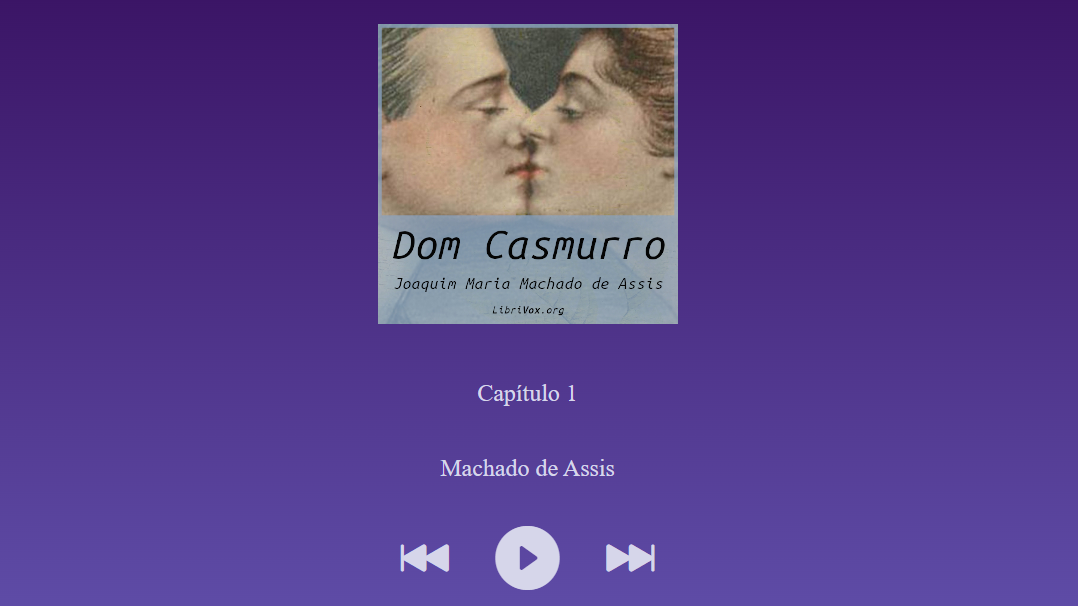 Dom Casmurro
Joaquim Maria Machado de Assis
LibriVox.org
Capítulo 1
Machado de Assis